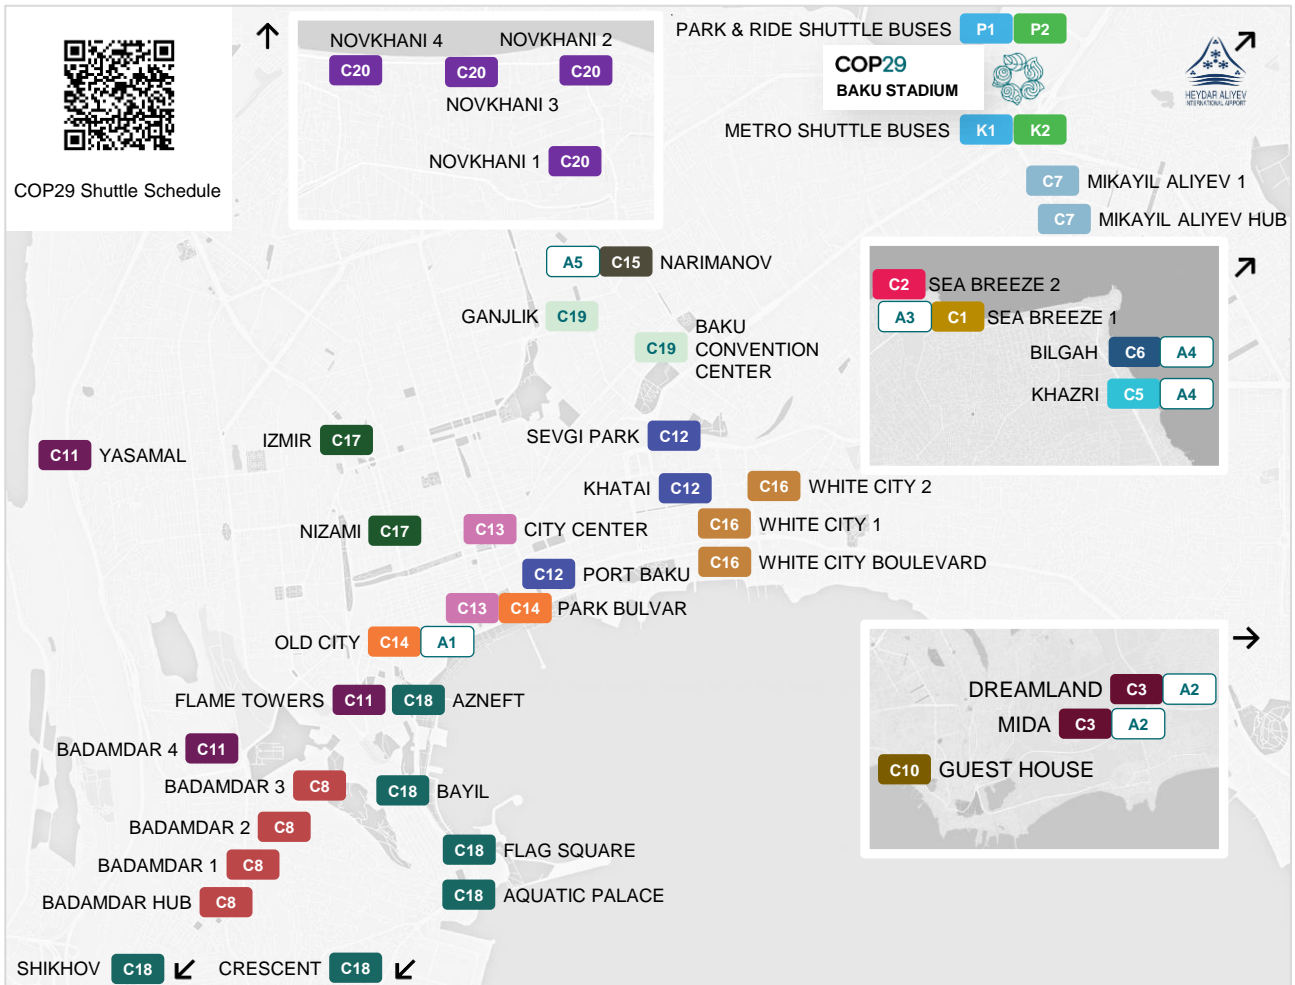 COP29 Shuttle Schedule
NOVKHANI 4
NOVKHANI 2
C20
C20
C20
NOVKHANI 3
NOVKHANI 1 C20
PARK & RIDE SHUTTLE BUSES P1 P2
COP29
BAKU STADIUM
METRO SHUTTLE BUSES K1 K2
HEYDAR ALIYEV
INTERNATIONAL AIRPORT
C7 MIKAYIL ALIYEV 1
C7 MIKAYIL ALIYEV HUB
A5 C15 NARIMANOV
GANJLIK C19
C19 BAKU
CONVENTION
CENTER
C2 SEA BREEZE 2
A3 C1 SEA BREEZE 1
BILGAH C6 A4
KHAZRI C5 A4
C11 YASAMAL
IZMIR C17
SEVGI PARK C12
KHATAI C12
C16 WHITE CITY 2
NIZAMI C17
C13 CITY CENTER
C16 WHITE CITY 1
C12 PORT BAKU
C16 WHITE CITY BOULEVARD
C13 C14 PARK BULVAR
OLD CITY C14 A1
FLAME TOWERS C11
C18 AZNEFT
DREAMLAND C3 A2
MIDA C3 A2
C10 GUEST HOUSE
BADAMDAR 4 C11
BADAMDAR 3 C8
C18 BAYIL
BADAMDAR 2 C8
C18 FLAG SQUARE
BADAMDAR 1 C8
BADAMDAR HUB C8
C18 AQUATIC PALACE
SHIKHOV C18
CRESCENT C18